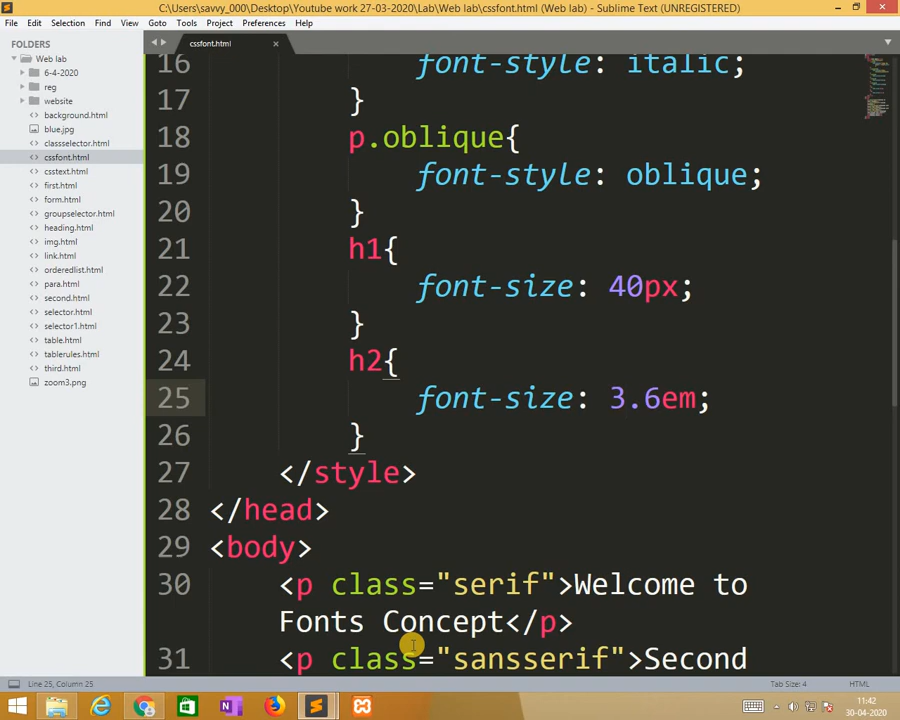 C:\Users\savvy_000\Desktop\Youtube work 27-03-2020\Lab\Web lab\cssfont.html (Web lab) - Sublime Text (UNREGISTERED)
File Edit Selection Find View Goto Tools Project Preferences Help
FOLDERS
Web lab
6-4-2020
reg
website
background.html
blue.jpg
classselector.html
cssfont.html
csstext.html
first.html
form.html
groupselector.html
heading.html
img.html
link.html
orderedlist.html
para.html
second.html
selector.html
selector1.html
table.html
tablerules.html
third.html
zoom3.png
cssfont.html
16 font-style: italic;
17 }
18 p.oblique{
19 font-style: oblique;
20 }
21 h1{
22 font-size: 40px;
23 }
24 h2{
25 font-size: 3.6em;
26 }
27 </style>
28 </head>
29 <body>
30 <p class="serif">Welcome to
Fonts Concept</p>
31 <p class="sansserif">Second
Line 25, Column 25
Tab Size: 4
HTML
11:42
30-04-2020